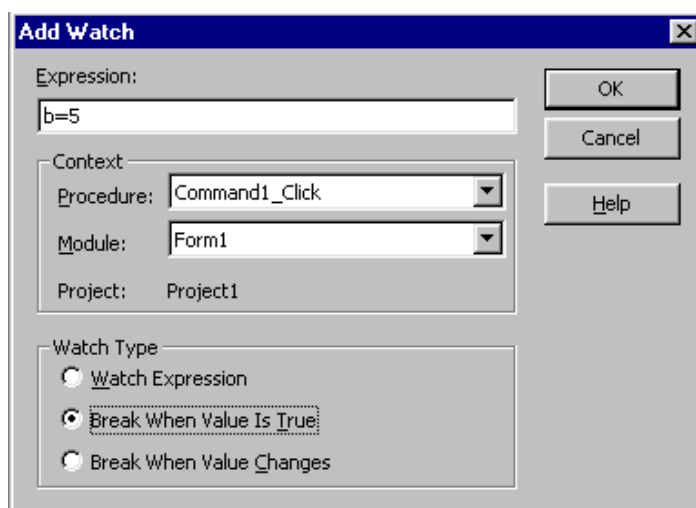 Add Watch
Expression:
b=5
OK
Cancel
Help
Context
Procedure: Command1_Click
Module: Form1
Project: Project1
Watch Type
Watch Expression
Break When Value Is True
Break When Value Changes